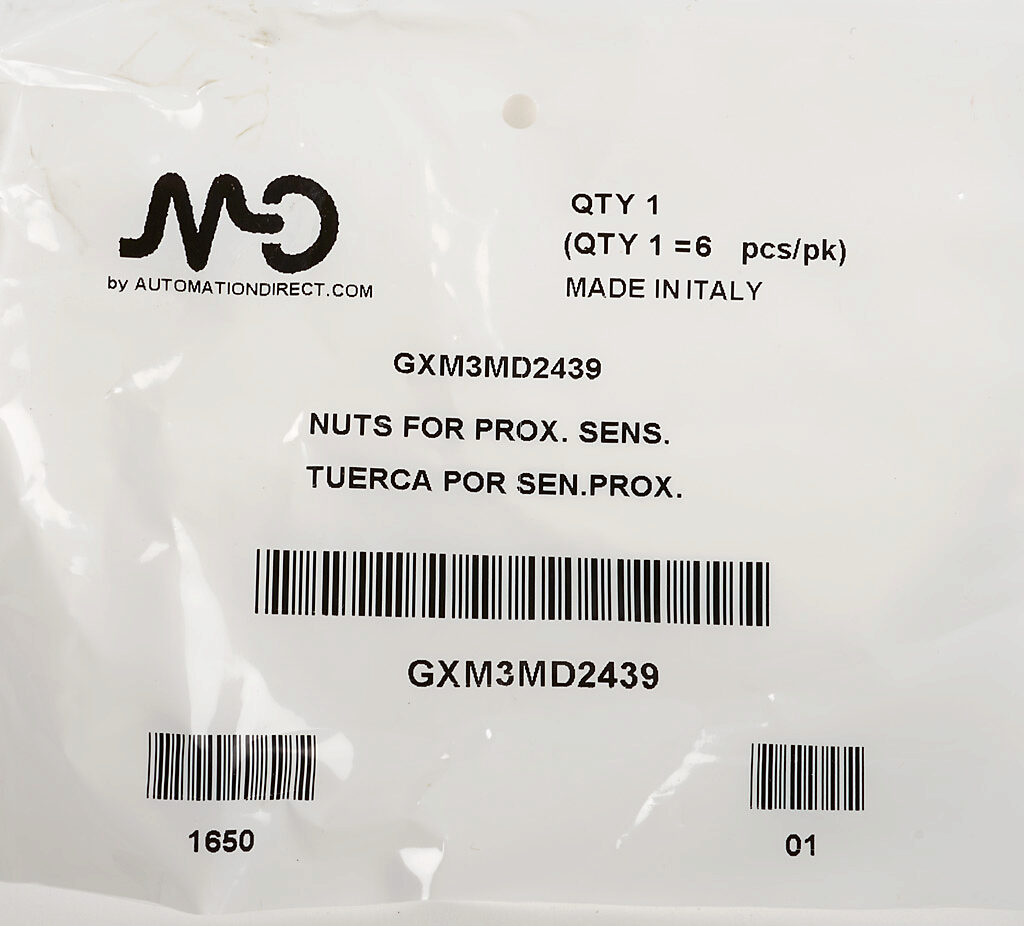 MD
by AUTOMATIONDIRECT.COM
QTY 1
(QTY 1 =6 pcs/pk)
MADE IN ITALY
GXM3MD2439
NUTS FOR PROX. SENS.
TUERCA POR SEN.PROX.
GXM3MD2439
1650
01